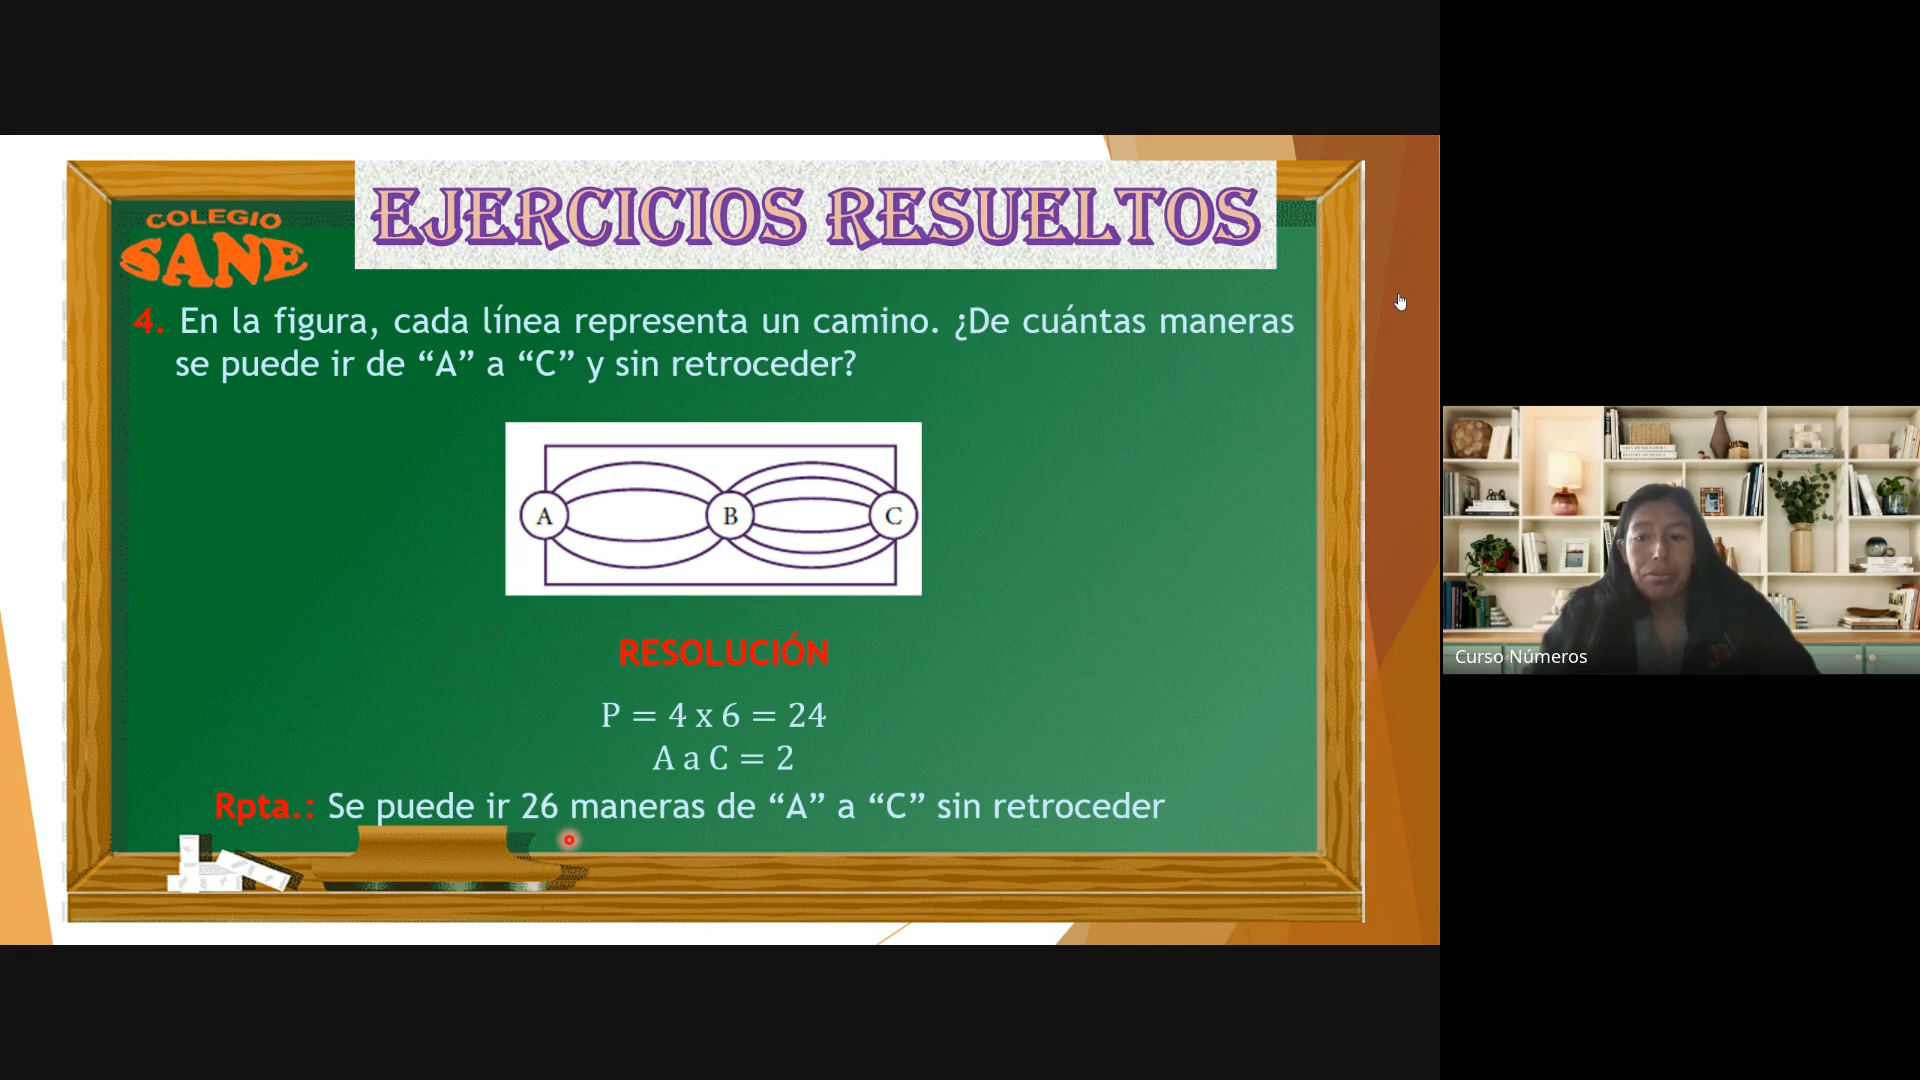 EJERCICIOS RESUELTOS
COLEGIO
SANE
4. En la figura, cada línea representa un camino. ¿De cuántas maneras
se puede ir de “A” a “C” y sin retroceder?
A B C
RESOLUCIÓN
P = 4 x 6 = 24
A a C = 2
Rpta.: Se puede ir 26 maneras de “A” a “C” sin retroceder
Curso Números